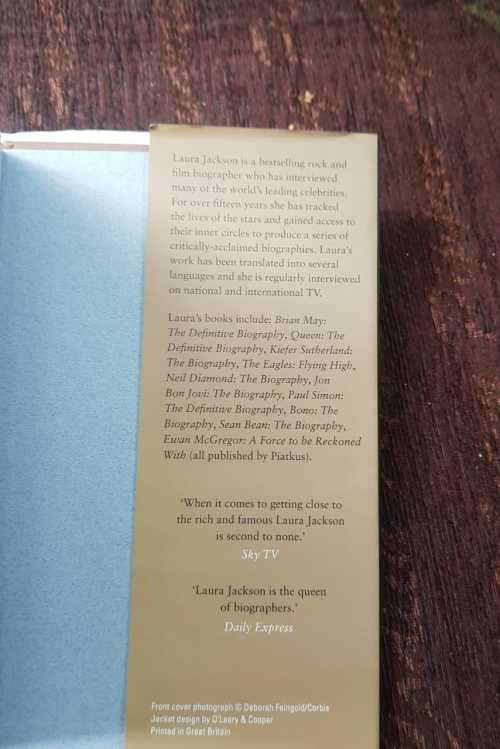 Laura Jackson is a bestselling rock and
film biographer who has interviewed
many of the world's leading celebrities.
For over fifteen years she has tracked
the lives of the stars and gained access to
their inner circles to produce a series of
critically-acclaimed biographies. Laura's
work has been translated into several
languages and she is regularly interviewed
on national and international TV.
Laura's books include: Brian May:
The Definitive Biography, Queen: The
Definitive Biography, Kiefer Sutherland:
The Biography, The Eagles: Flying High,
Neil Diamond: The Biography, Jon
Bon Jovi: The Biography, Paul Simon:
The Definitive Biography, Bono: The
Biography, Sean Bean: The Biography,
Ewan McGregor: A Force to be Reckoned
With (all published by Piatkus).
'When it comes to getting close to
the rich and famous Laura Jackson
is second to none.'
Sky TV
'Laura Jackson is the queen
of biographers.'
Daily Express
Front cover photograph © Deborah Feingold/Corbis
Jacket design by O'Leary & Cooper
Printed in Great Britain